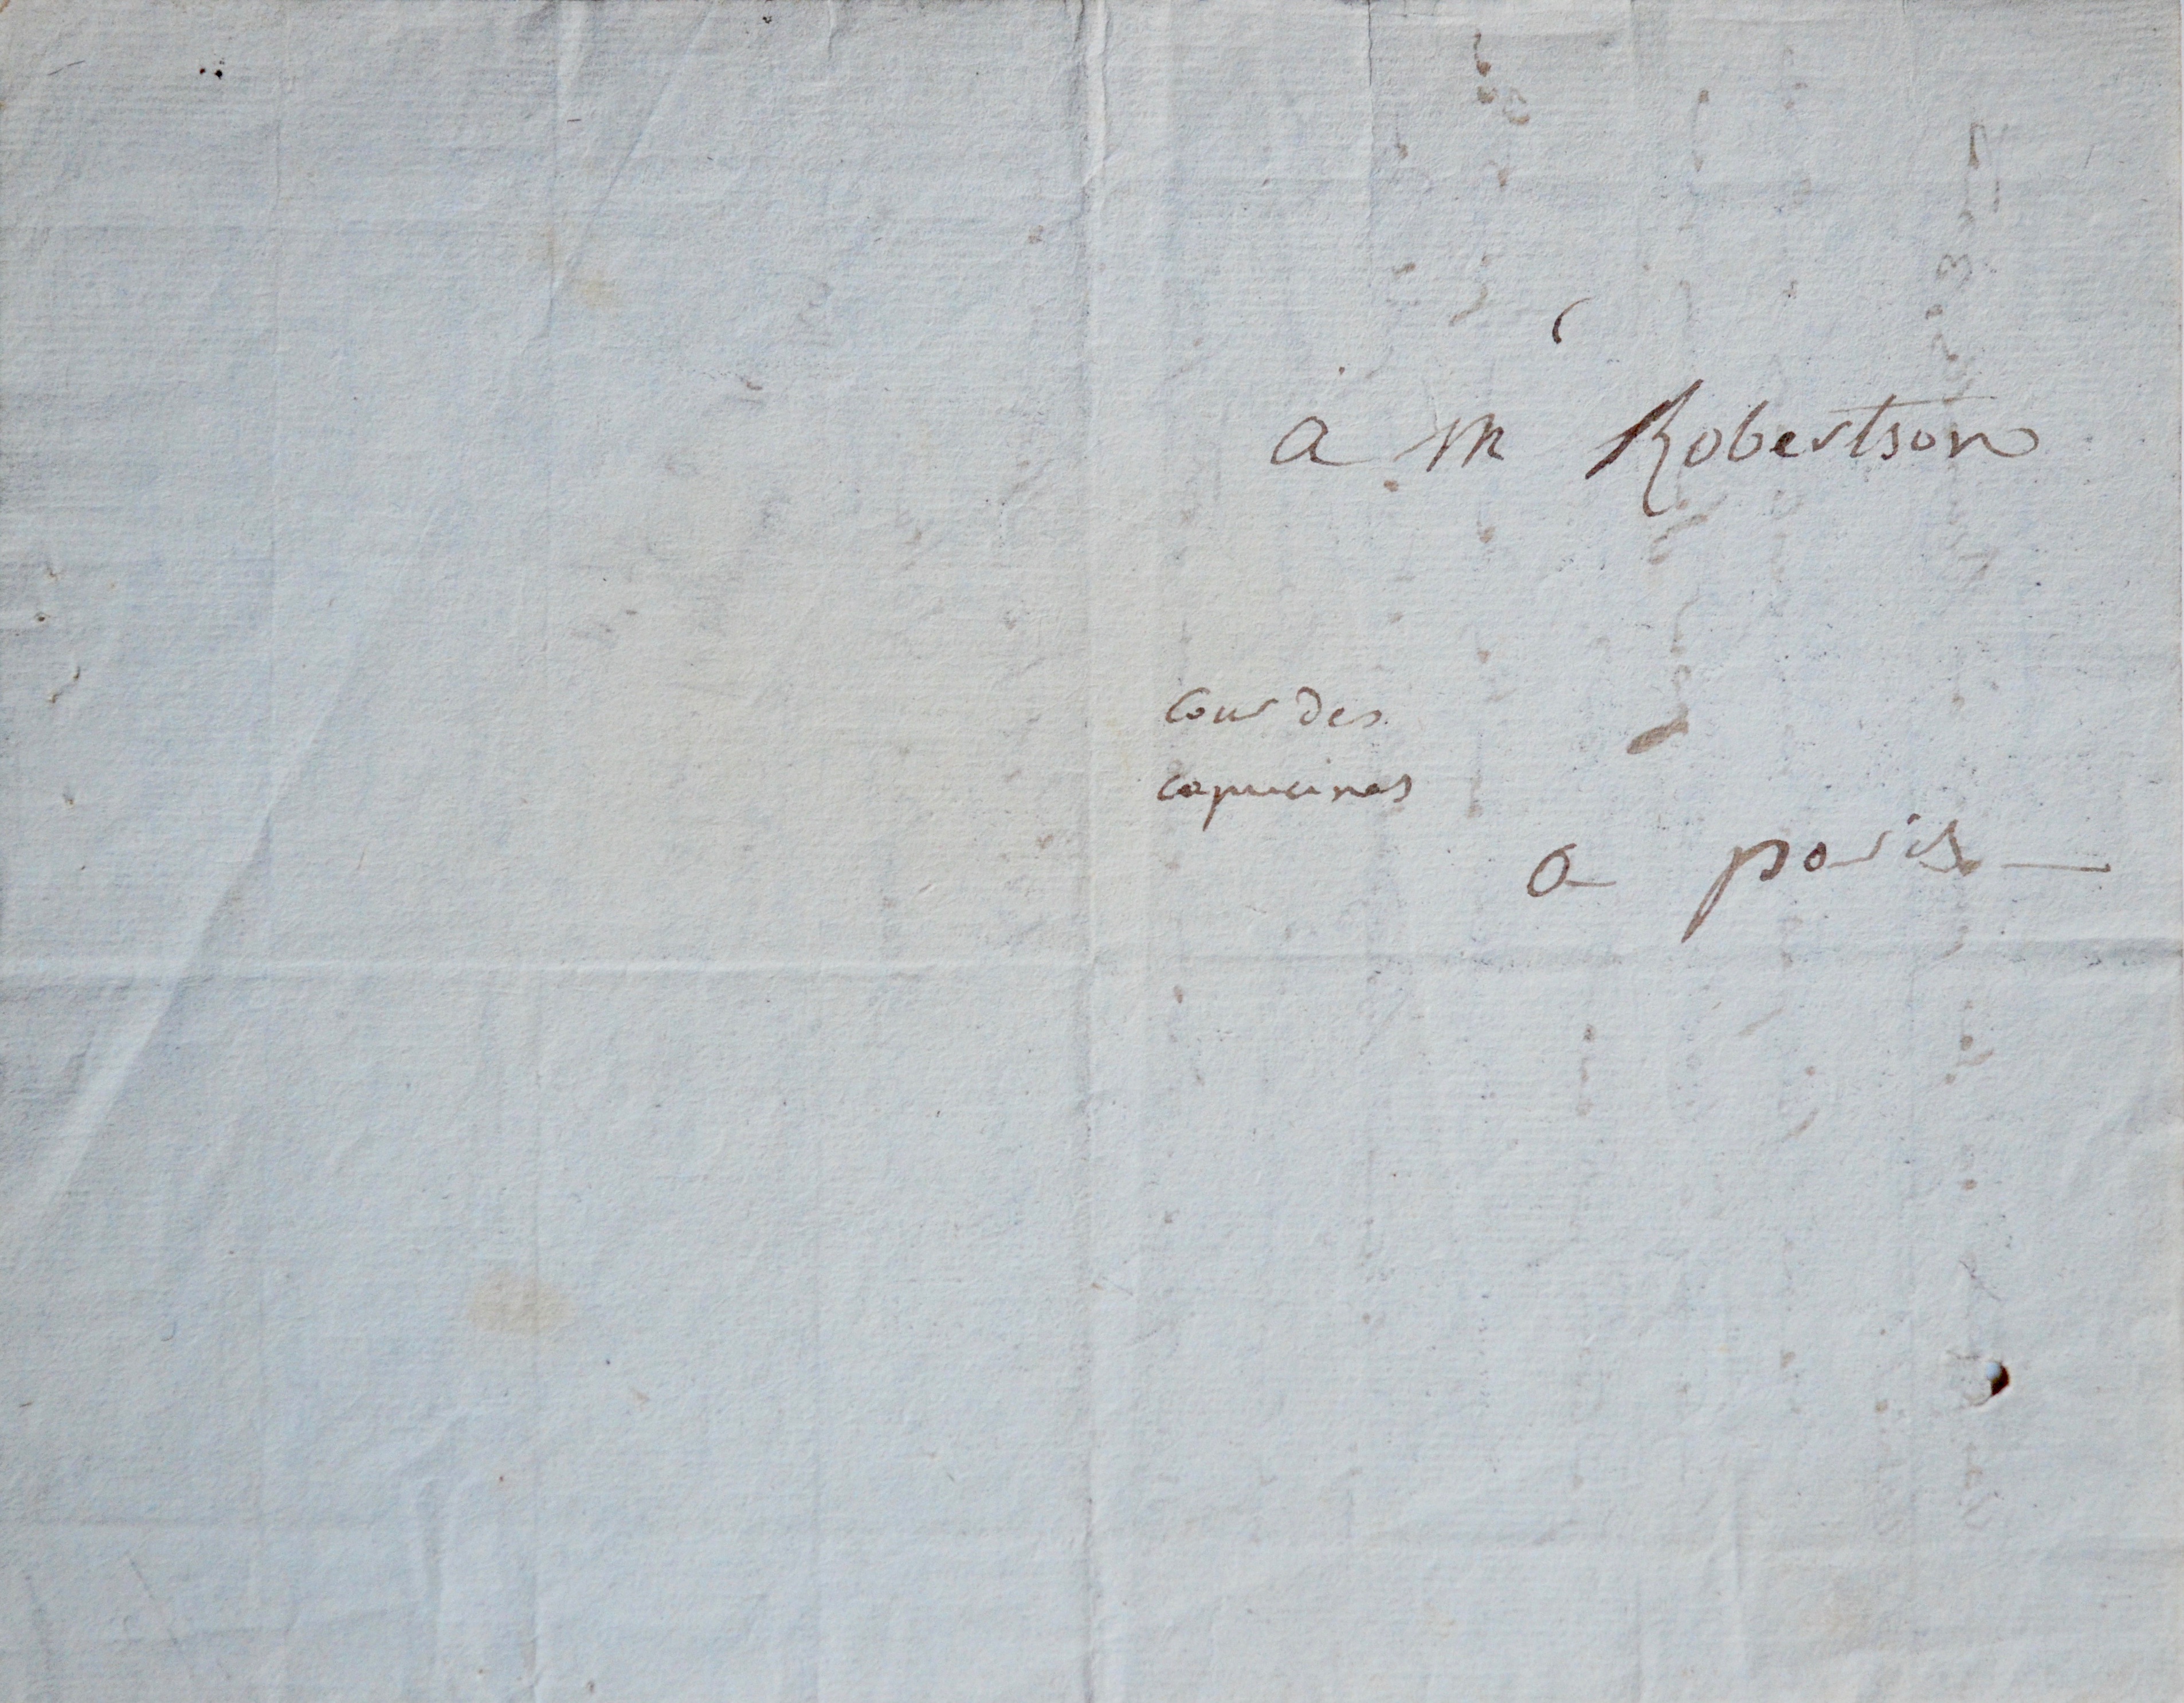 a m Robertson
cour des
capucines
a paris